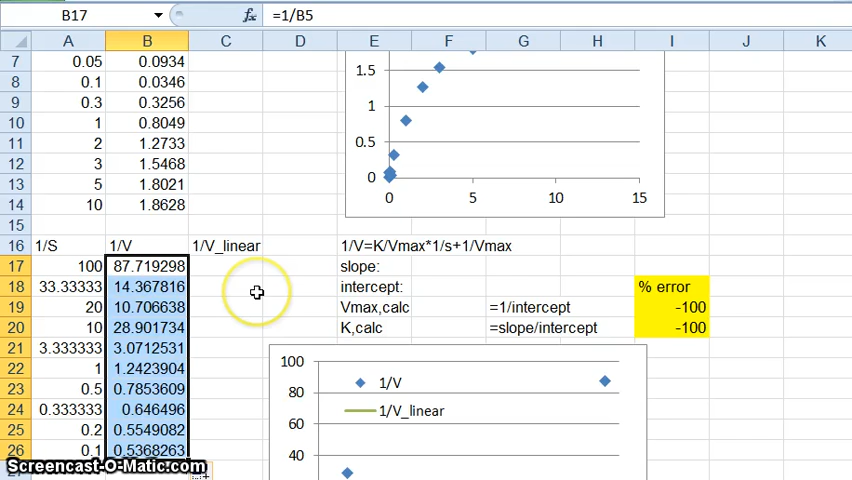 B17 fx =1/B5
A B C D E F G H I J K
7 0.05 0.0934 1.5
8 0.1 0.0346
9 0.3 0.3256 1
10 1 0.8049
11 2 1.2733 0.5
12 3 1.5468
13 5 1.8021 0
14 10 1.8628 0 5 10 15
15
16 1/S 1/V 1/V_linear 1/V=K/Vmax*1/s+1/Vmax
17 100 87.719298 slope:
18 33.33333 14.367816 intercept: % error
19 20 10.706638 Vmax,calc =1/intercept -100
20 10 28.901734 K,calc =slope/intercept -100
21 3.333333 3.0712531 100
22 1 1.2423904 1/V
23 0.5 0.7853609 80
24 0.333333 0.646496 1/V_linear
25 0.2 0.5549082 60
26 0.1 0.5368263 40
Screencast-O-Matic.com